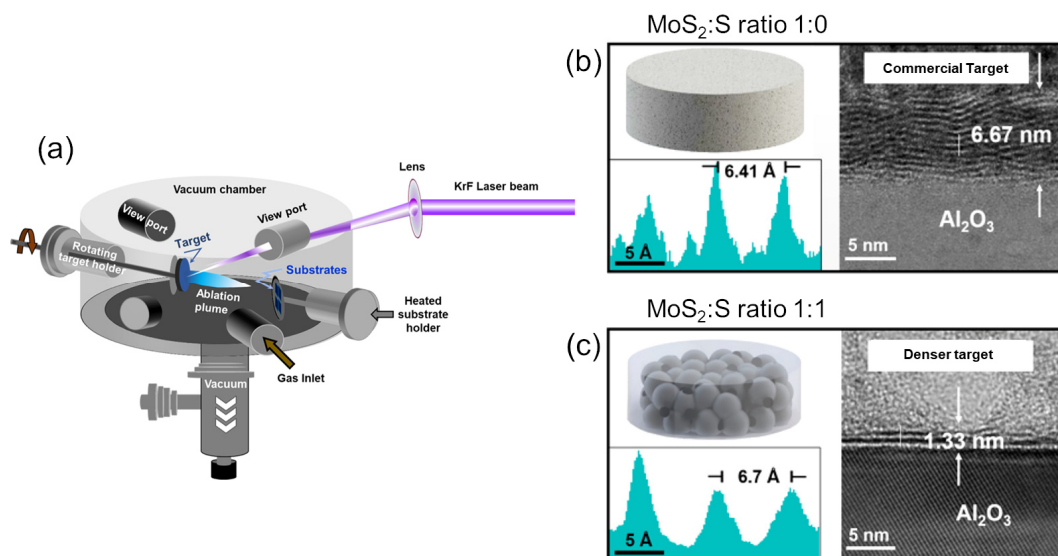 (a)
Vacuum chamber
View port
View port
Lens
KrF Laser beam
Target
Rotating
target holder
Substrates
Ablation
plume
Heated
substrate
holder
Gas inlet
Vacuum
MoS₂:S ratio 1:0
(b)
Commercial Target
6.67 nm
6.41 Å
5 Å
Al₂O₃
5 nm
MoS₂:S ratio 1:1
(c)
Denser target
1.33 nm
6.7 Å
5 Å
Al₂O₃
5 nm